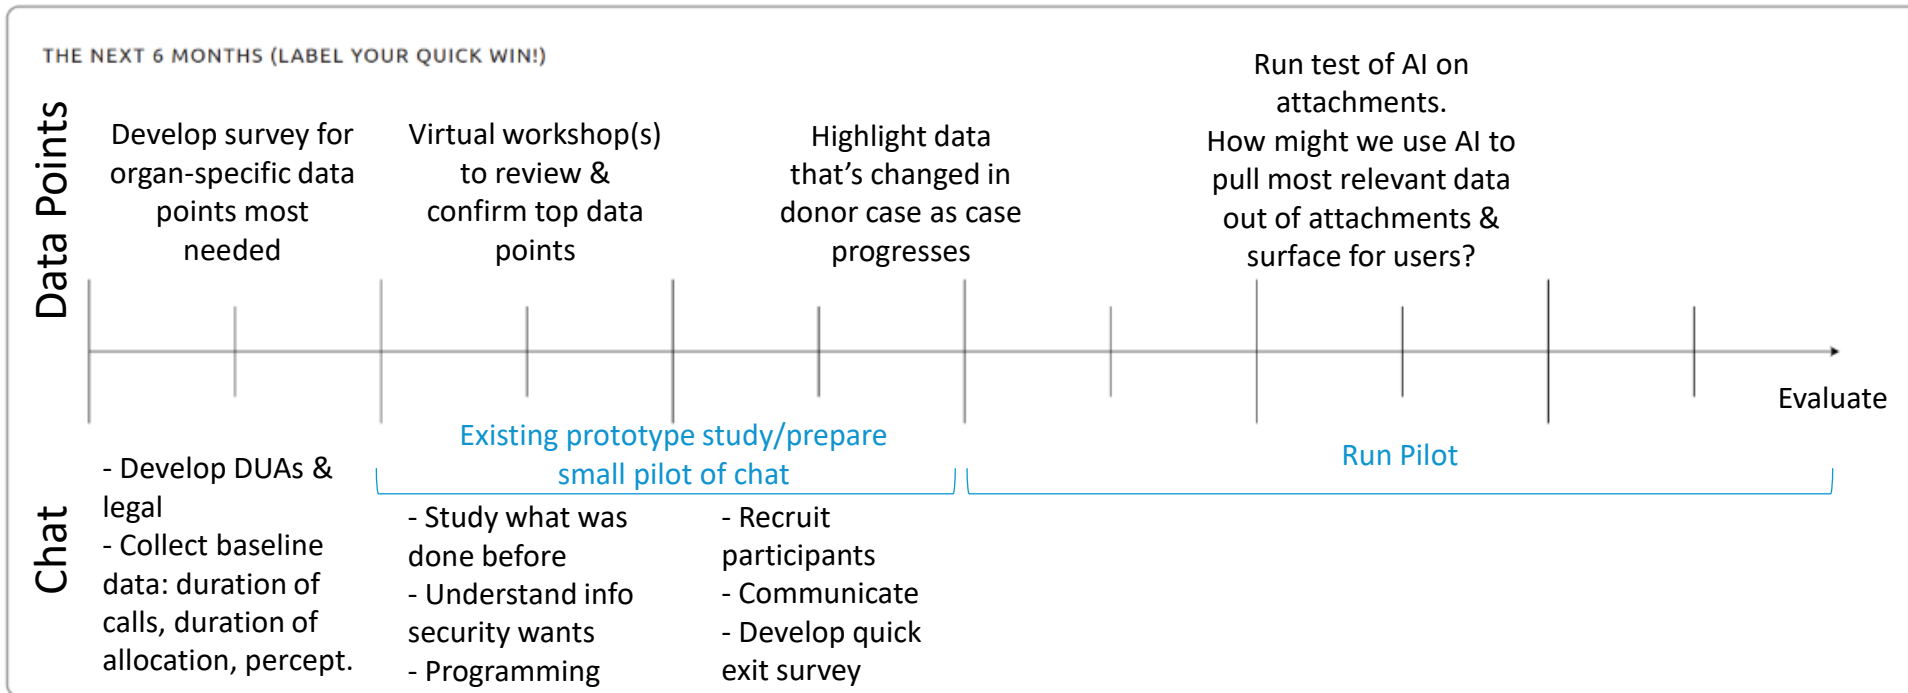 THE NEXT 6 MONTHS (LABEL YOUR QUICK WIN!)
Data Points
Develop survey for
organ-specific data
points most
needed
Virtual workshop(s)
to review &
confirm top data
points
Highlight data
that’s changed in
donor case as case
progresses
Run test of AI on
attachments.
How might we use AI to
pull most relevant data
out of attachments &
surface for users?
Evaluate
Chat
- Develop DUAs &
legal
- Collect baseline
data: duration of
calls, duration of
allocation, percept.
Existing prototype study/prepare
small pilot of chat
- Study what was
done before
- Understand info
security wants
- Programming
- Recruit
participants
- Communicate
- Develop quick
exit survey
Run Pilot